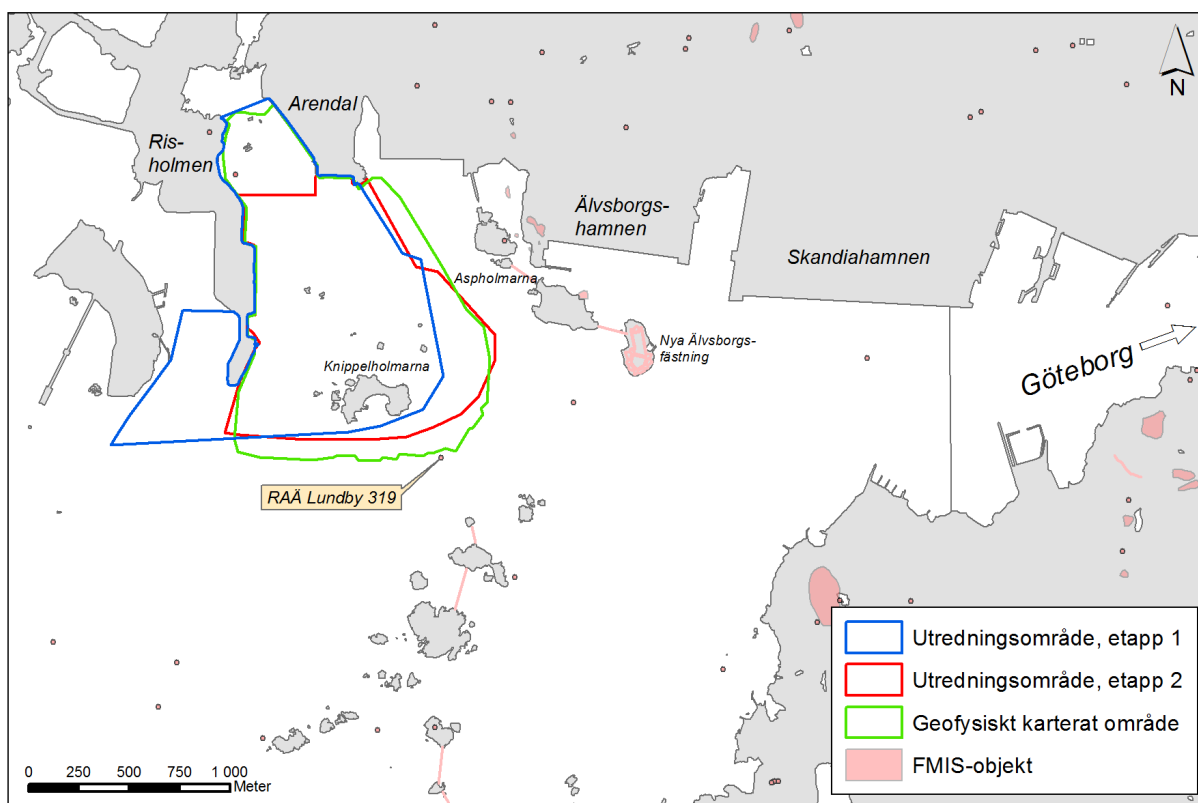 Arendal
Ris-
holmen
Älvsborgs-
hamnen
Skandiahamnen
Aspholmarna
Nya Älvsborgs-
fästning
Knippelholmarna
Göteborg
RAÄ Lundby 319
N
Utredningsområde, etapp 1
Utredningsområde, etapp 2
Geofysiskt karterat område
FMIS-objekt
0 250 500 750 1 000
Meter